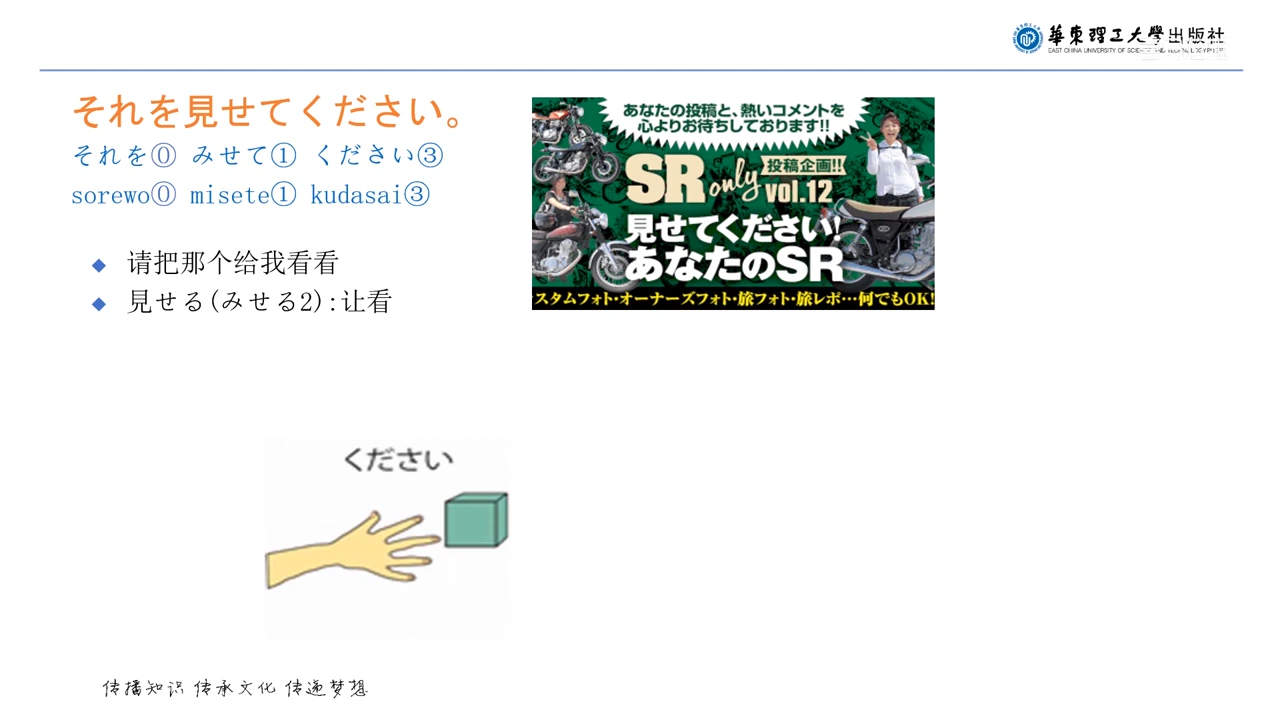 華東理工大學出版社
EAST CHINA UNIVERSITY OF SCIENCE AND TECHNOLOGY PRESS
それを見せてください。
それを⓪ みせて① ください③
sorewo⓪ misete① kudasai③
请把那个给我看看
見せる(みせる2):让看
あなたの投稿と、熱いコメントを
心よりお待ちしております!!
SR only 投稿企画!! vol.12
見せてください!
あなたのSR
スタムフォト・オーナーズフォト・旅フォト・旅レポ…何でもOK!
ください
传播知识 传承文化 传递梦想